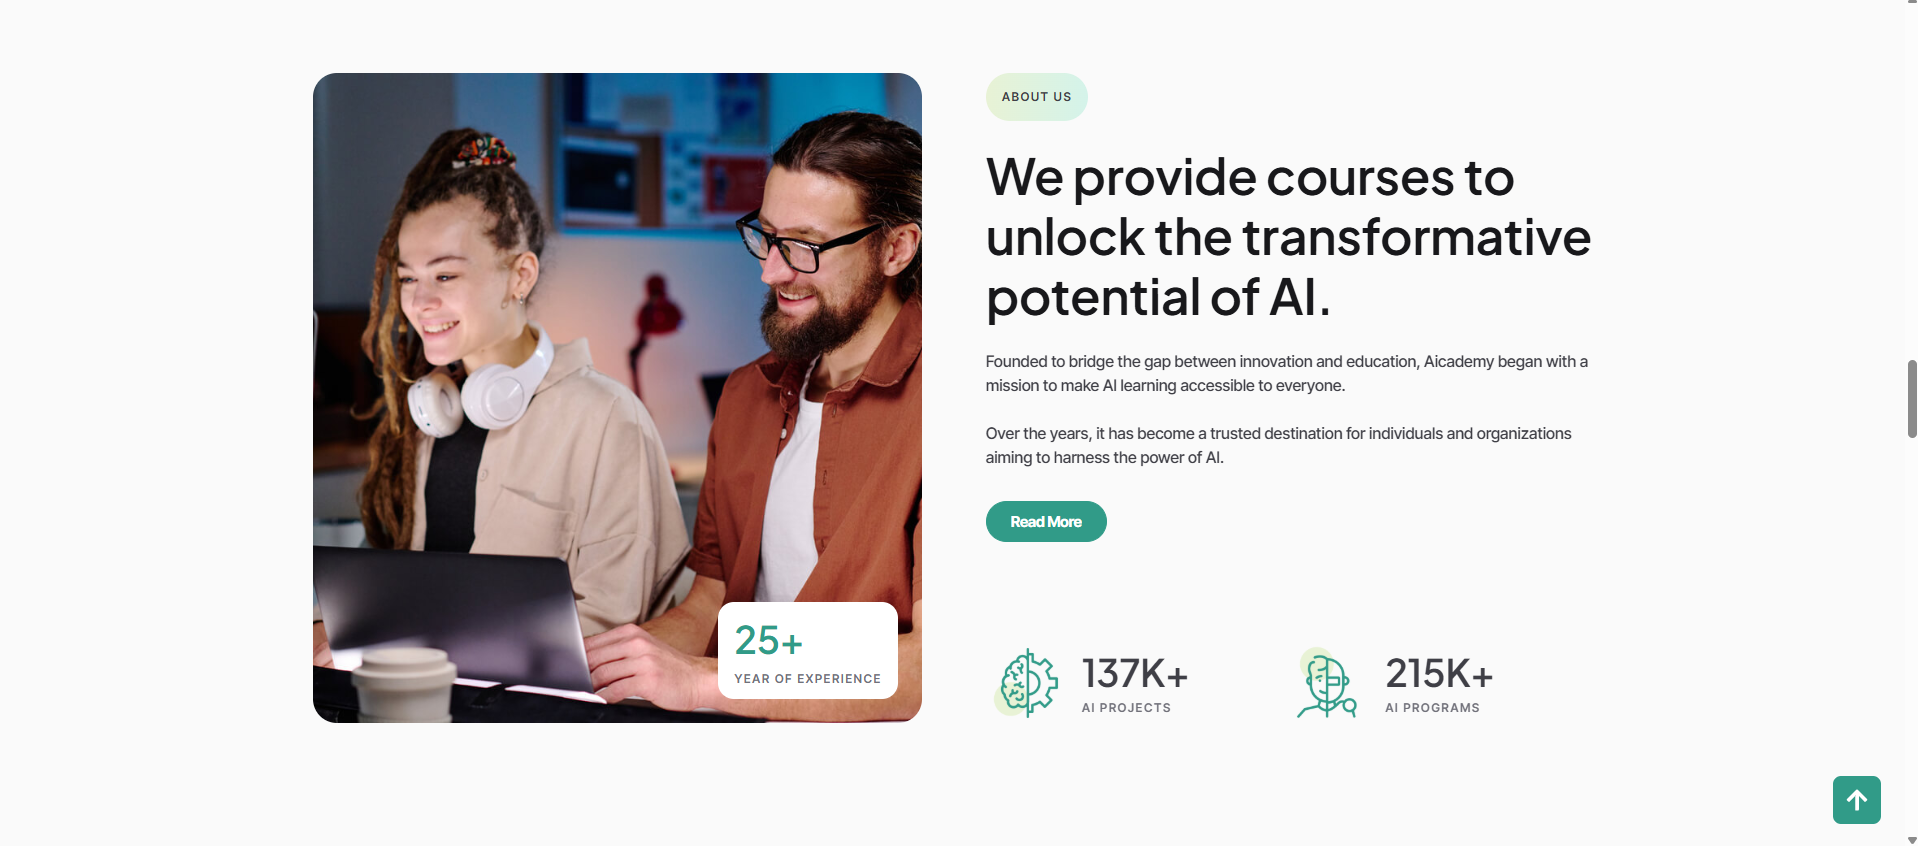 ABOUT US
We provide courses to
unlock the transformative
potential of AI.
Founded to bridge the gap between innovation and education, Aicademy began with a
mission to make AI learning accessible to everyone.
Over the years, it has become a trusted destination for individuals and organizations
aiming to harness the power of AI.
Read More
25+
YEAR OF EXPERIENCE
137K+
AI PROJECTS
215K+
AI PROGRAMS